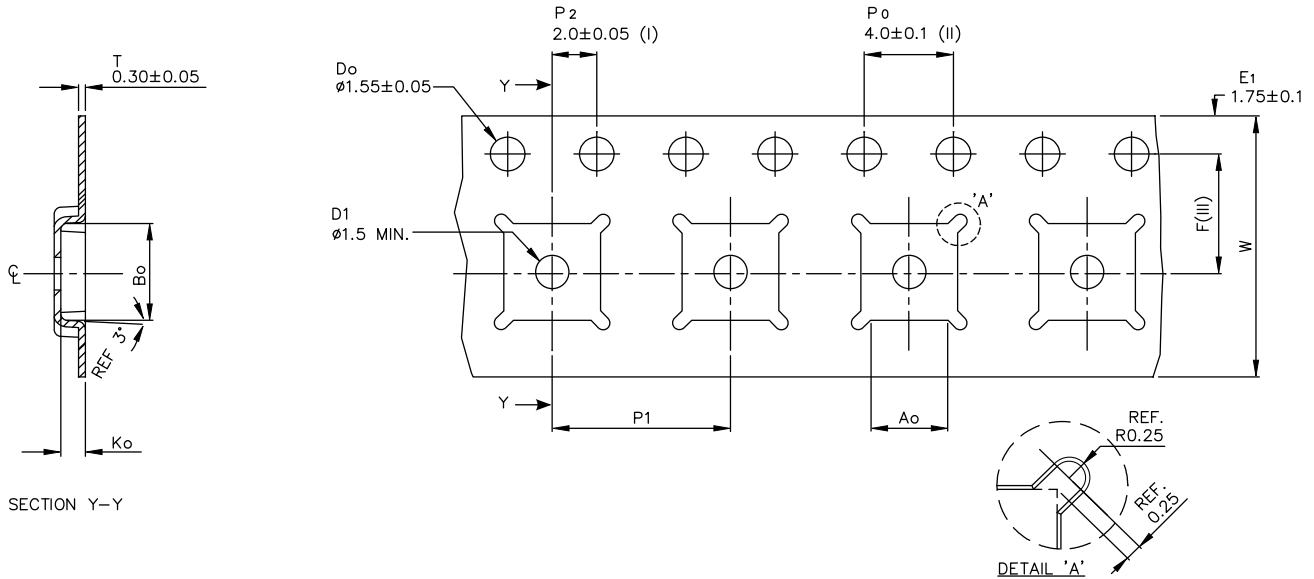 P2
2.0±0.05 (I)
P0
4.0±0.1 (II)
T
0.30±0.05
Do
ø1.55±0.05
Y
E1
1.75±0.1
D1
ø1.5 MIN.
'A'
F(III)
W
℄
Bo
REF 3°
Y
P1
Ao
Ko
REF.
R0.25
REF.
0.25
SECTION Y-Y
DETAIL 'A'